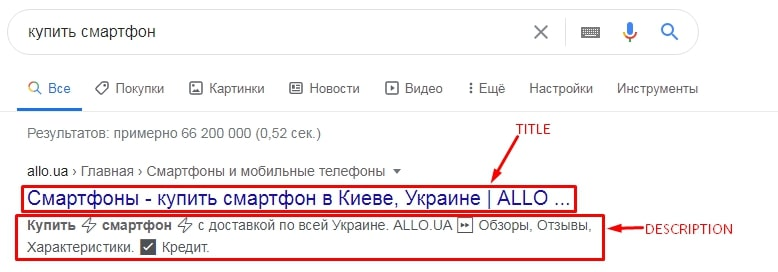 купить смартфон
Все Покупки Картинки Новости Видео Ещё Настройки Инструменты
Результатов: примерно 66 200 000 (0,52 сек.)
TITLE
allo.ua › Главная › Смартфоны и мобильные телефоны
Смартфоны - купить смартфон в Киеве, Украине | ALLO ...
Купить ⚡ смартфон ⚡ с доставкой по всей Украине. ALLO.UA ⏩ Обзоры, Отзывы,
DESCRIPTION
Характеристики. ☑ Кредит.